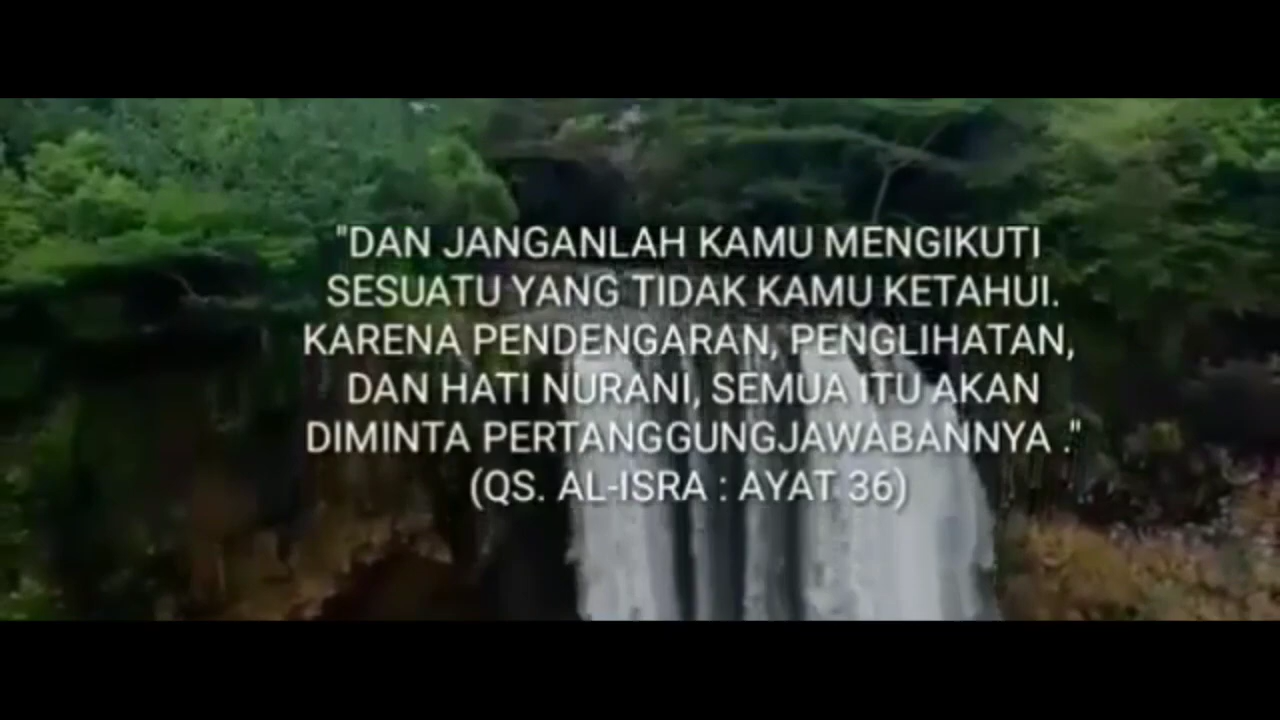 "DAN JANGANLAH KAMU MENGIKUTI
SESUATU YANG TIDAK KAMU KETAHUI.
KARENA PENDENGARAN, PENGLIHATAN,
DAN HATI NURANI, SEMUA ITU AKAN
DIMINTA PERTANGGUNGJAWABANNYA ."
(QS. AL-ISRA : AYAT 36)